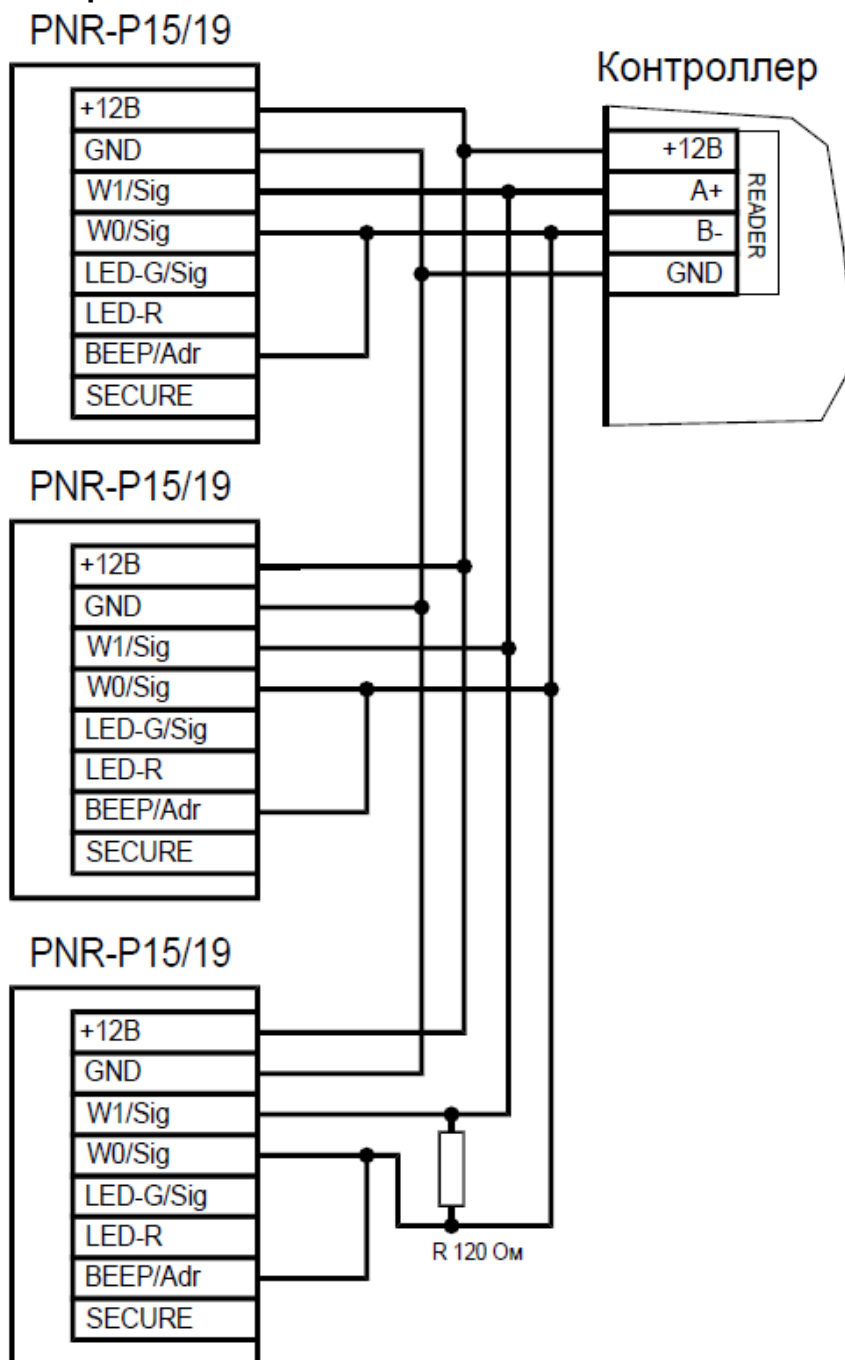 PNR-P15/19
+12В
GND
W1/Sig
W0/Sig
LED-G/Sig
LED-R
BEEP/Adr
SECURE
Контроллер
+12В
A+
B-
GND
READER
PNR-P15/19
+12В
GND
W1/Sig
W0/Sig
LED-G/Sig
LED-R
BEEP/Adr
SECURE
PNR-P15/19
+12В
GND
W1/Sig
W0/Sig
LED-G/Sig
LED-R
BEEP/Adr
SECURE
R 120 Ом